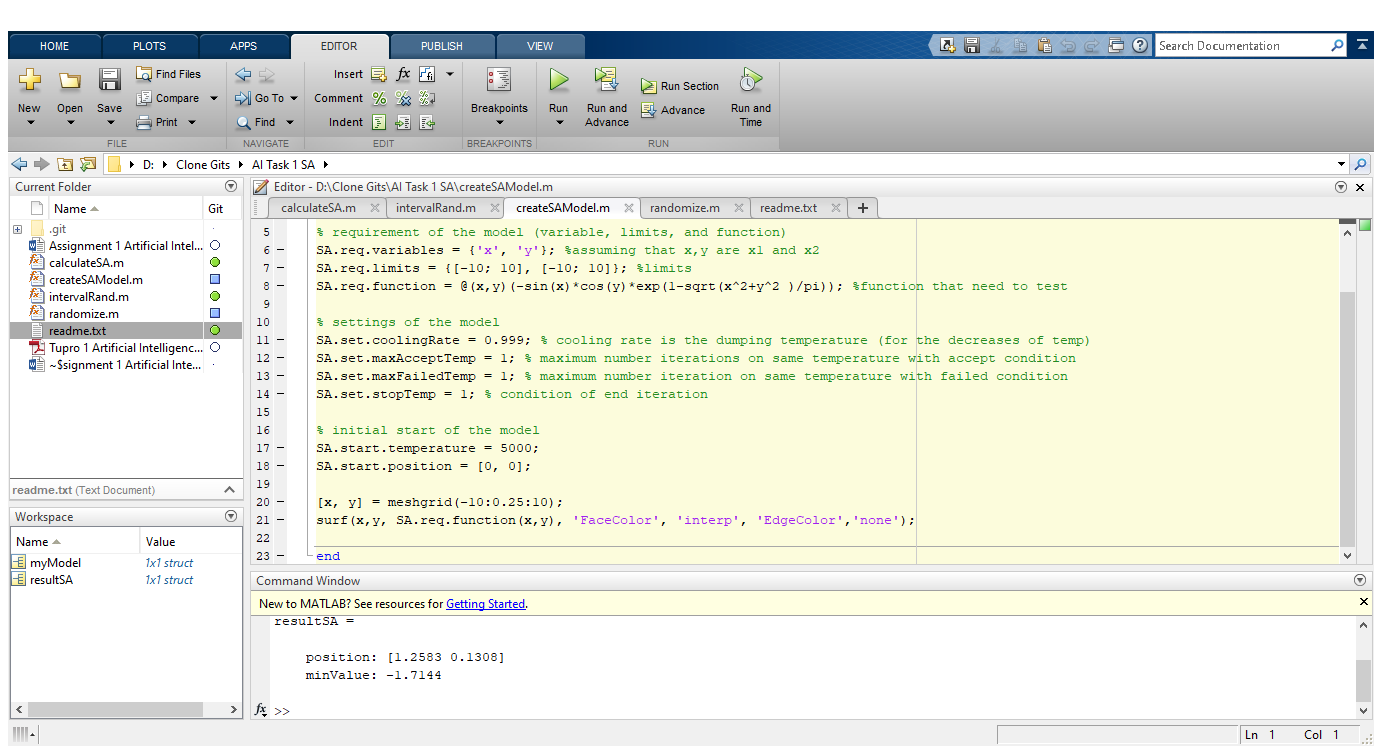 HOME PLOTS APPS EDITOR PUBLISH VIEW Search Documentation
New Open Save Find Files Compare Print Go To Find Insert fx Comment Indent Breakpoints Run Run and Advance Run Section Advance Run and Time
FILE NAVIGATE EDIT BREAKPOINTS RUN
D: Clone Gits AI Task 1 SA
Current Folder
Name Git
.git
Assignment 1 Artificial Intel...
calculateSA.m
createSAModel.m
intervalRand.m
randomize.m
readme.txt
Tupro 1 Artificial Intelligenc...
~$signment 1 Artificial Inte...
readme.txt (Text Document)
Workspace
Name Value
myModel 1x1 struct
resultSA 1x1 struct
Editor - D:\Clone Gits\AI Task 1 SA\createSAModel.m
calculateSA.m intervalRand.m createSAModel.m randomize.m readme.txt +
5 % requirement of the model (variable, limits, and function)
6 – SA.req.variables = {'x', 'y'}; %assuming that x,y are x1 and x2
7 – SA.req.limits = {[-10; 10], [-10; 10]}; %limits
8 – SA.req.function = @(x,y)(-sin(x)*cos(y)*exp(1-sqrt(x^2+y^2 )/pi)); %function that need to test
9
10 % settings of the model
11 – SA.set.coolingRate = 0.999; % cooling rate is the dumping temperature (for the decreases of temp)
12 – SA.set.maxAcceptTemp = 1; % maximum number iterations on same temperature with accept condition
13 – SA.set.maxFailedTemp = 1; % maximum number iteration on same temperature with failed condition
14 – SA.set.stopTemp = 1; % condition of end iteration
15
16 % initial start of the model
17 – SA.start.temperature = 5000;
18 – SA.start.position = [0, 0];
19
20 – [x, y] = meshgrid(-10:0.25:10);
21 – surf(x,y, SA.req.function(x,y), 'FaceColor', 'interp', 'EdgeColor','none');
22
23 – end
Command Window
New to MATLAB? See resources for Getting Started.
resultSA =
position: [1.2583 0.1308]
minValue: -1.7144
fx >>
Ln 1 Col 1